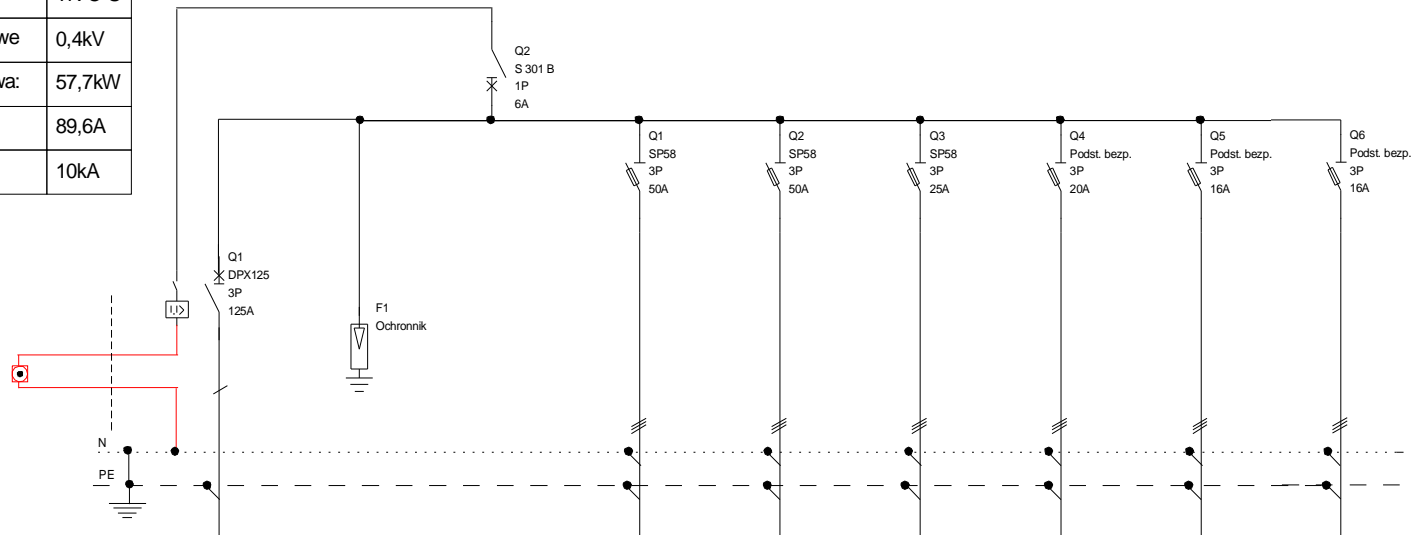 we 0,4kV
wa: 57,7kW
89,6A
10kA
Q2
S 301 B
1P
6A
Q1
SP58
3P
50A
Q2
SP58
3P
50A
Q3
SP58
3P
25A
Q4
Podst. bezp.
3P
20A
Q5
Podst. bezp.
3P
16A
Q6
Podst. bezp.
3P
16A
Q1
DPX125
3P
125A
F1
Ochronnik
N
PE